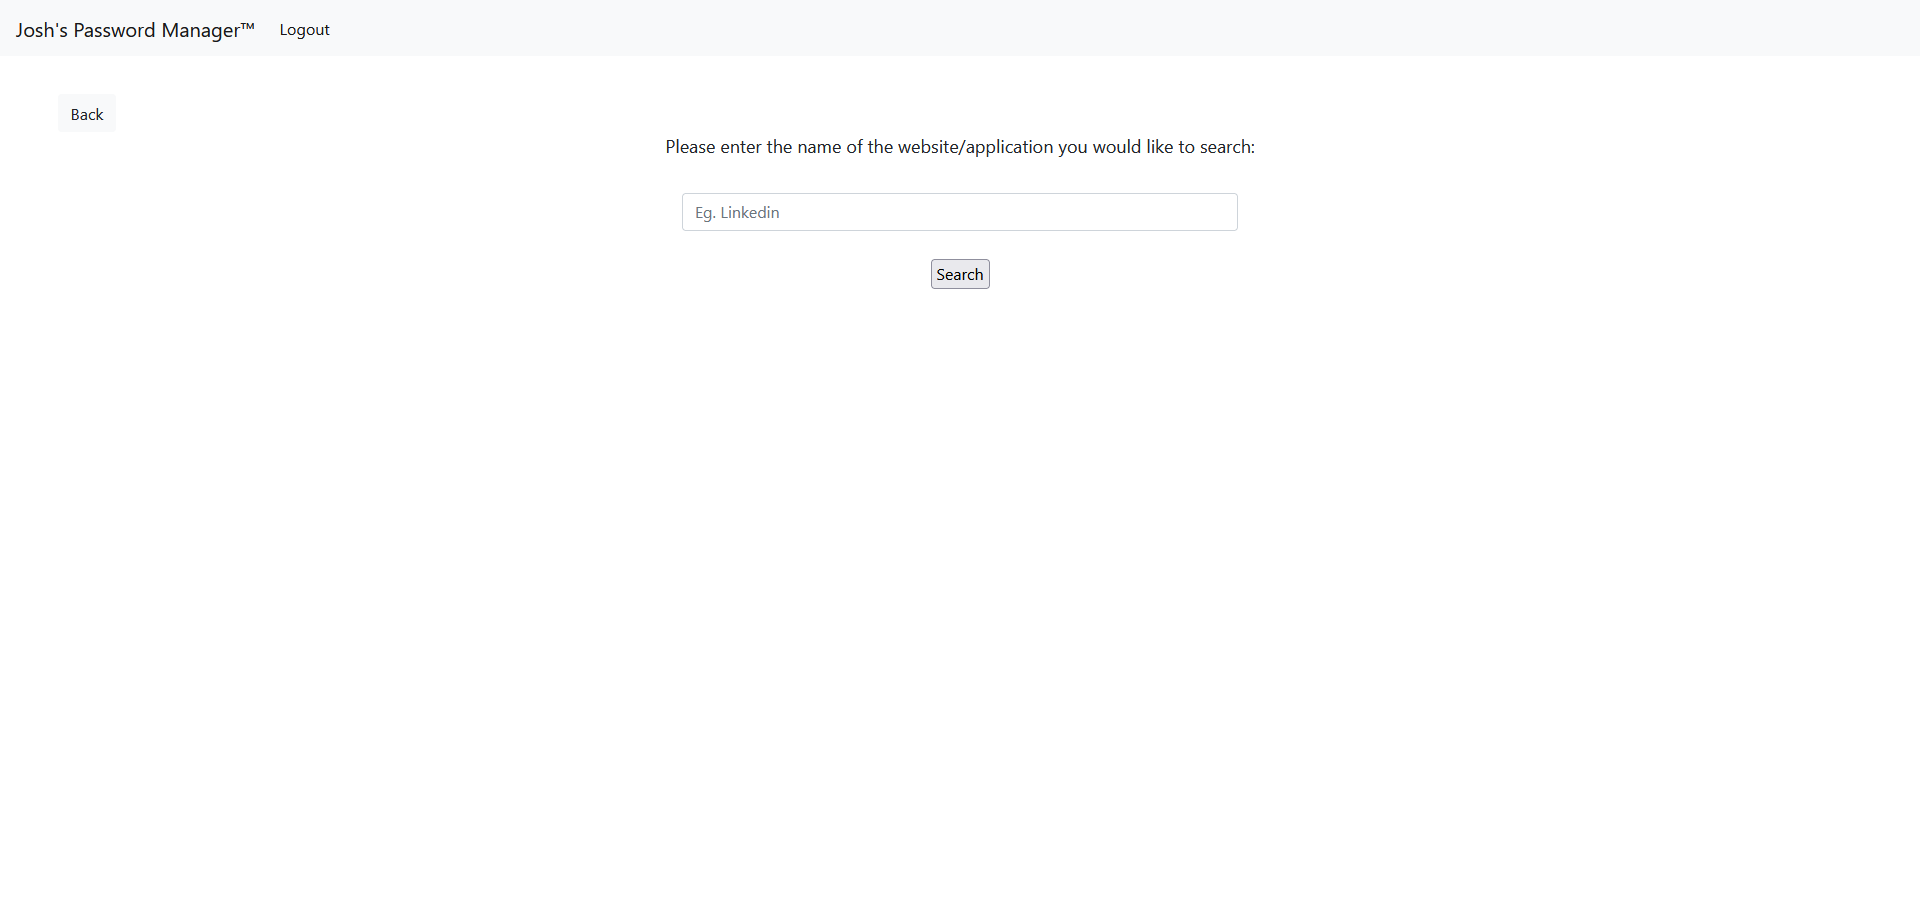 Josh's Password Manager™ Logout
Back
Please enter the name of the website/application you would like to search:
Eg. Linkedin
Search